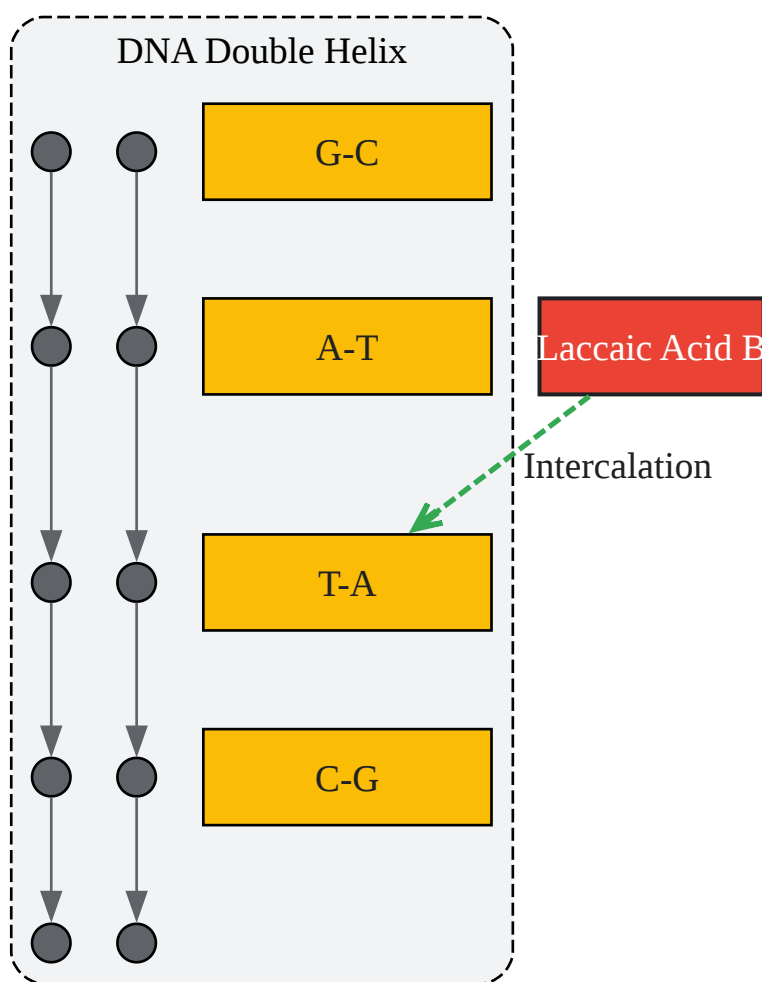 DNA Double Helix
G-C
A-T
Laccaic Acid B
Intercalation
T-A
C-G